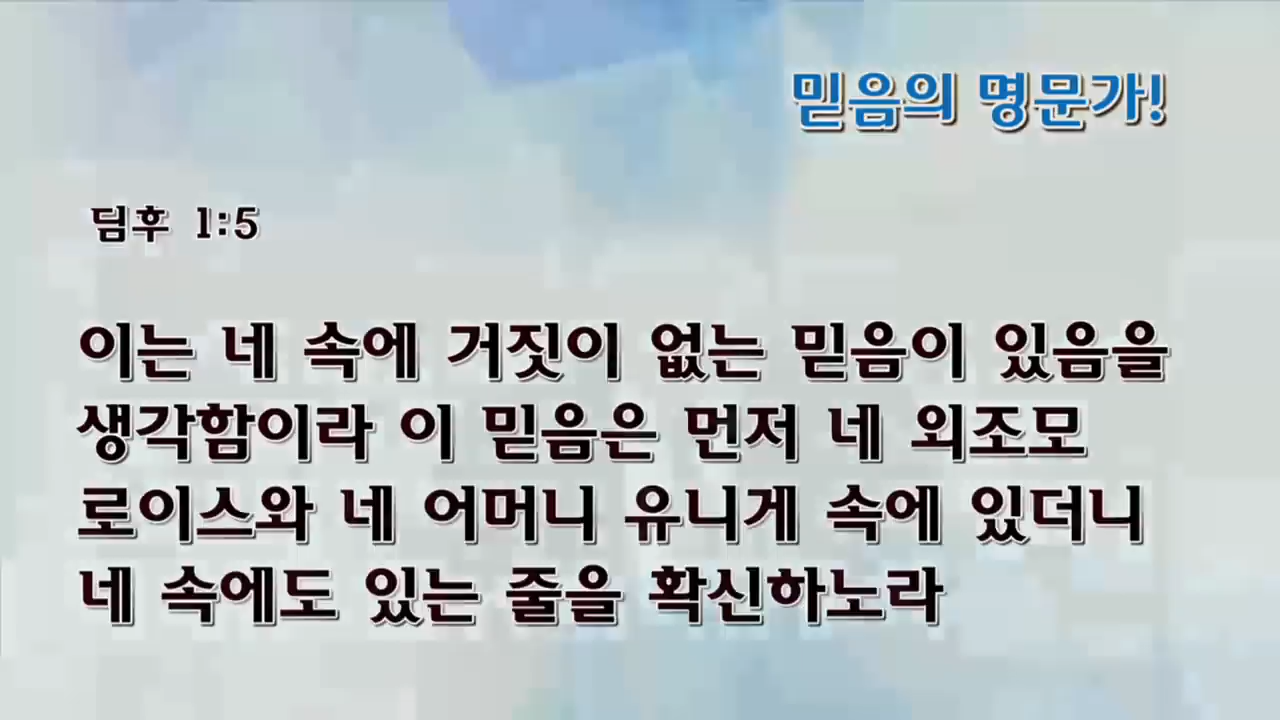 믿음의 명문가!
딤후 1:5
이는 네 속에 거짓이 없는 믿음이 있음을
생각함이라 이 믿음은 먼저 네 외조모
로이스와 네 어머니 유니게 속에 있더니
네 속에도 있는 줄을 확신하노라